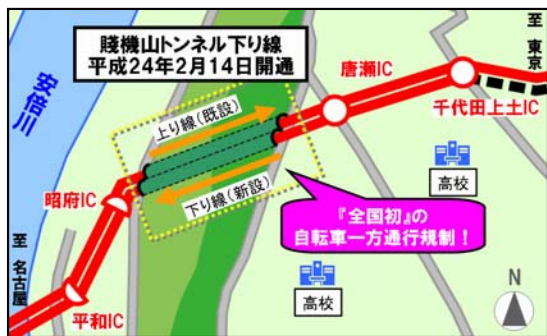 賤機山トンネル下り線
平成24年2月14日開通
至 東京
安倍川
唐瀬IC
千代田上土IC
上り線(既設)
下り線(新設)
昭府IC
高校
『全国初』の
自転車一方通行規制！
至 名古屋
高校
平和IC
N